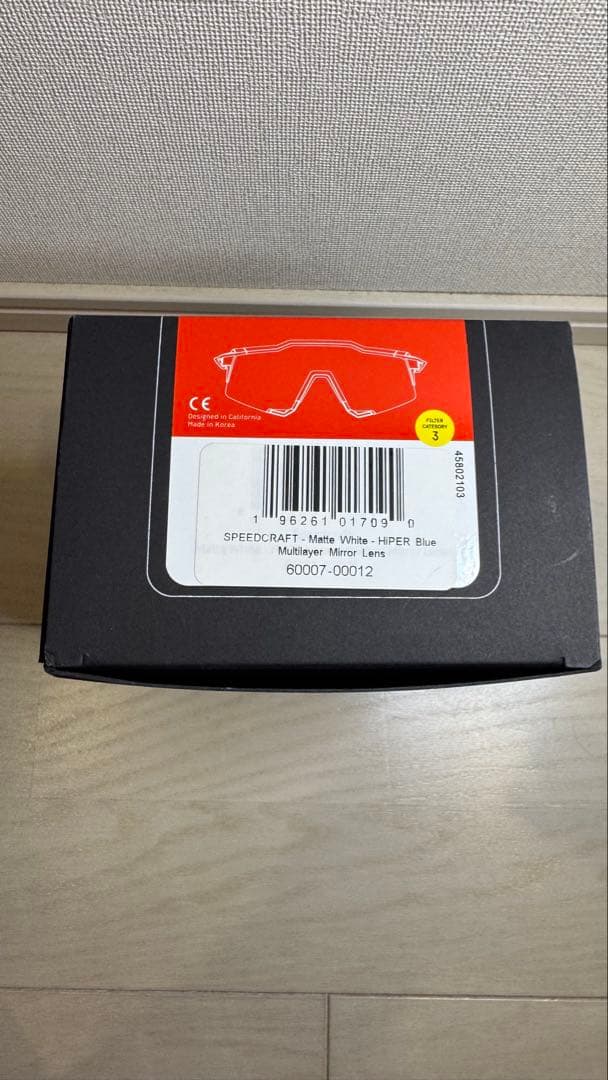 CE
Designed in California
Made in Korea
FILTER
CATEGORY
3
45802103
1 96261 01709 0
SPEEDCRAFT - Matte White - HiPER Blue
Multilayer Mirror Lens
60007-00012